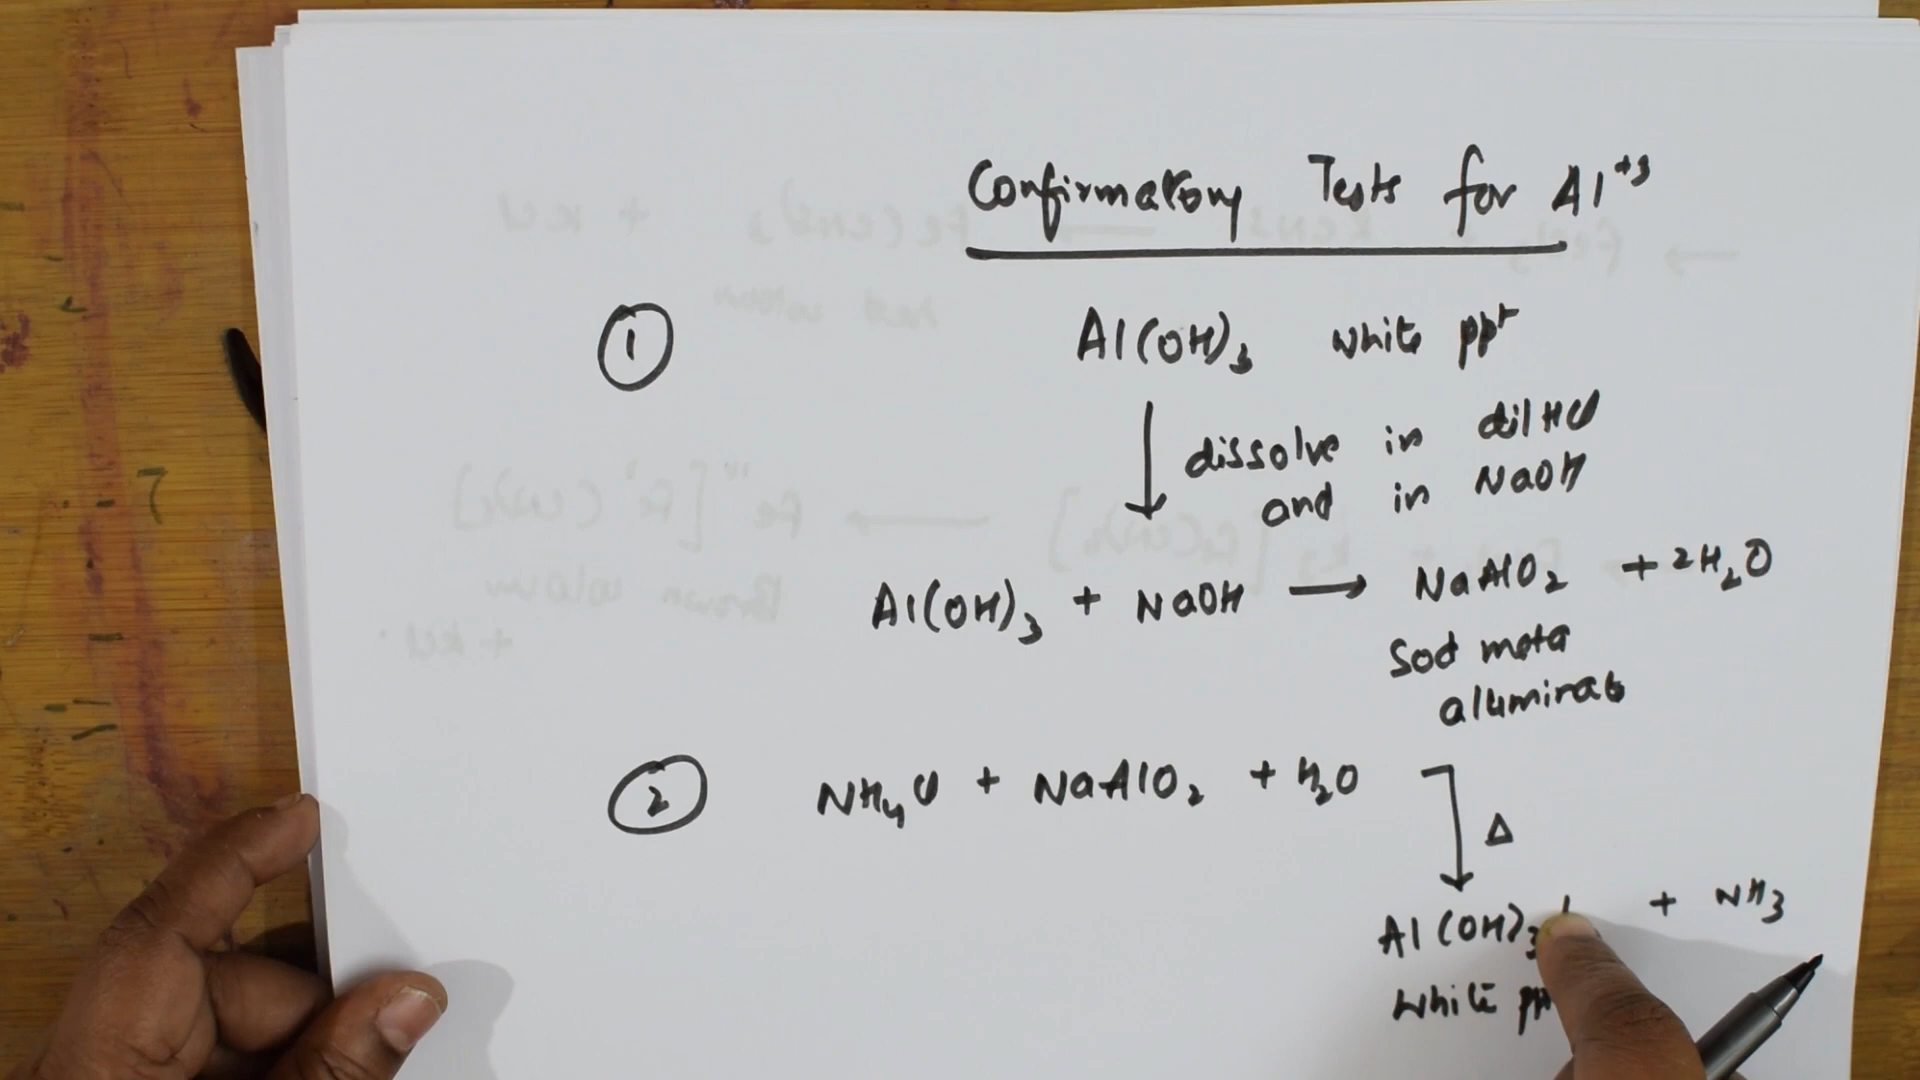 Confirmatory Tests for Al+3
① Al(OH)3 white ppt
dissolve in dil HCl
and in NaOH
Al(OH)3 + NaOH → NaAlO2 + 2H2O
Sod meta
aluminate
② NH4Cl + NaAlO2 + H2O
Δ
Al(OH)3 + NH3
white pp